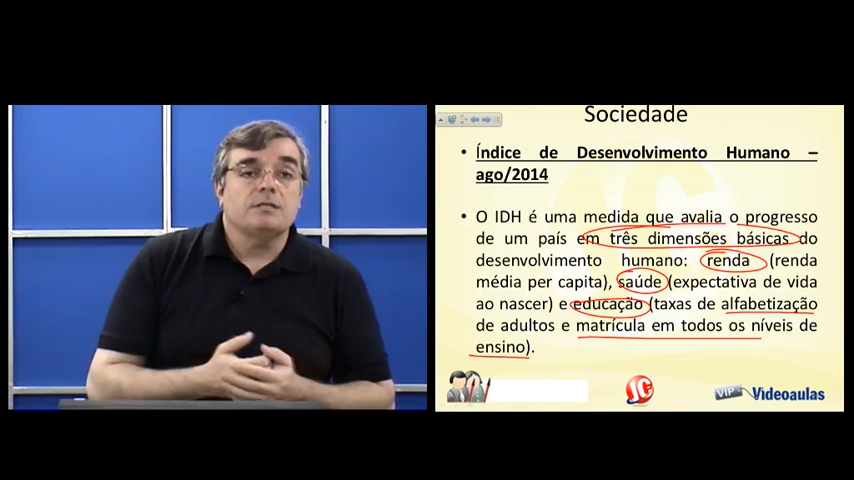 Sociedade
• Índice de Desenvolvimento Humano –
ago/2014
• O IDH é uma medida que avalia o progresso
de um país em três dimensões básicas do
desenvolvimento humano: renda (renda
média per capita), saúde (expectativa de vida
ao nascer) e educação (taxas de alfabetização
de adultos e matrícula em todos os níveis de
ensino).
JC
VIP Videoaulas